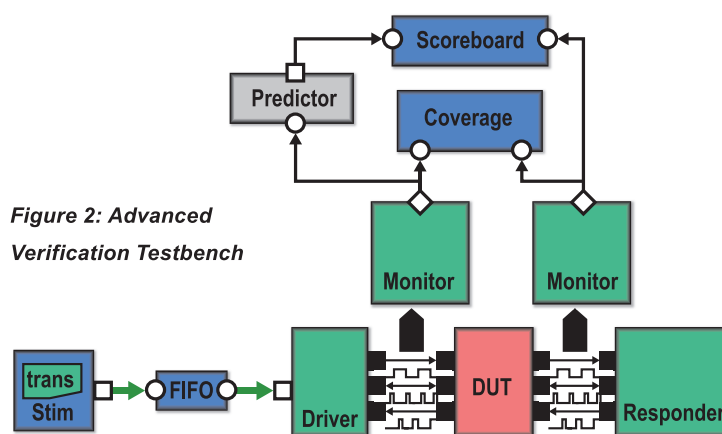 Scoreboard
Predictor
Coverage
Figure 2: Advanced
Verification Testbench
Monitor
Monitor
trans
Stim
FIFO
Driver
DUT
Responder